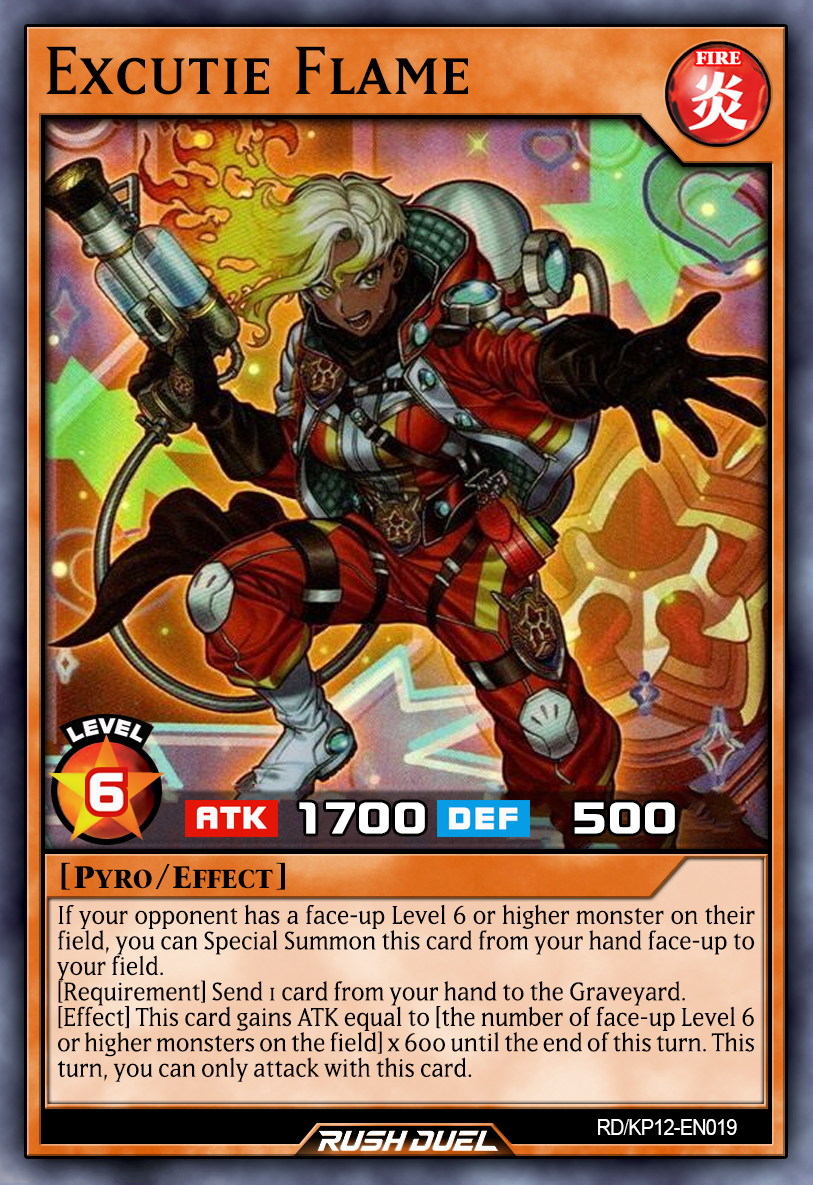 Excutie Flame
FIRE
炎
LEVEL
6
ATK 1700 DEF 500
[Pyro/Effect]
If your opponent has a face-up Level 6 or higher monster on their
field, you can Special Summon this card from your hand face-up to
your field.
[Requirement] Send 1 card from your hand to the Graveyard.
[Effect] This card gains ATK equal to [the number of face-up Level 6
or higher monsters on the field] x 600 until the end of this turn. This
turn, you can only attack with this card.
RD/KP12-EN019
RUSH DUEL